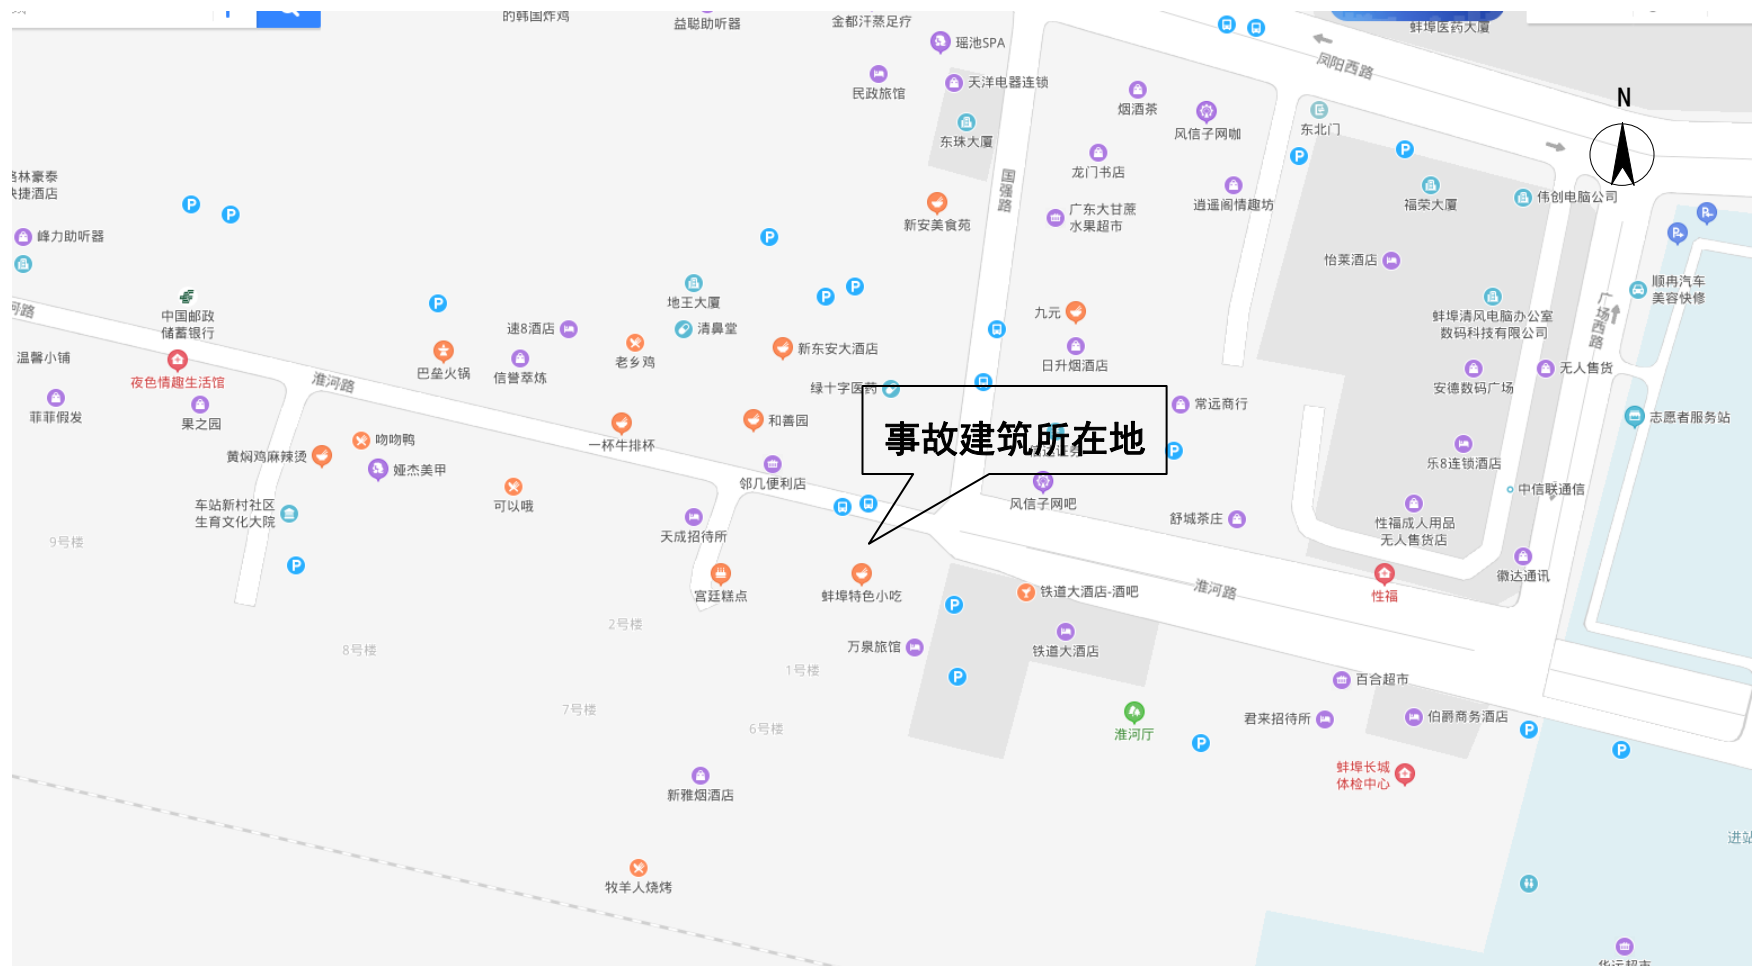 的韩国炸鸡
益聪助听器
金都汗蒸足疗
蚌埠医药大厦
瑶池SPA
凤阳西路
民政旅馆
天洋电器连锁
烟酒茶
N
风信子网咖
东北门
东珠大厦
龙门书店
格林豪泰
快捷酒店
国强路
逍遥阁情趣坊
福荣大厦
伟创电脑公司
新安美食苑
广东大甘蔗
水果超市
峰力助听器
怡莱酒店
顺冉汽车
美容快修
地王大厦
河路
中国邮政
储蓄银行
九元
广场西路
蚌埠清风电脑办公室
数码科技有限公司
速8酒店
清鼻堂
老乡鸡
新东安大酒店
日升烟酒店
温馨小铺
夜色情趣生活馆
淮河路
巴垒火锅
信誉萃炼
无人售货
绿十字医药
安德数码广场
菲菲假发
果之园
常远商行
志愿者服务站
和善园
吻吻鸭
一杯牛排杯
事故建筑所在地
黄焖鸡麻辣烫
娅杰美甲
乐8连锁酒店
邻几便利店
中信联通信
可以哦
风信子网吧
车站新村社区
生育文化大院
舒城茶庄
性福成人用品
无人售货店
天成招待所
9号楼
徽达通讯
宫廷糕点
蚌埠特色小吃
铁道大酒店-酒吧
淮河路
性福
2号楼
8号楼
万泉旅馆
铁道大酒店
1号楼
百合超市
7号楼
6号楼
君来招待所
伯爵商务酒店
淮河厅
蚌埠长城
体检中心
新雅烟酒店
进站
牧羊人烧烤
华运超市